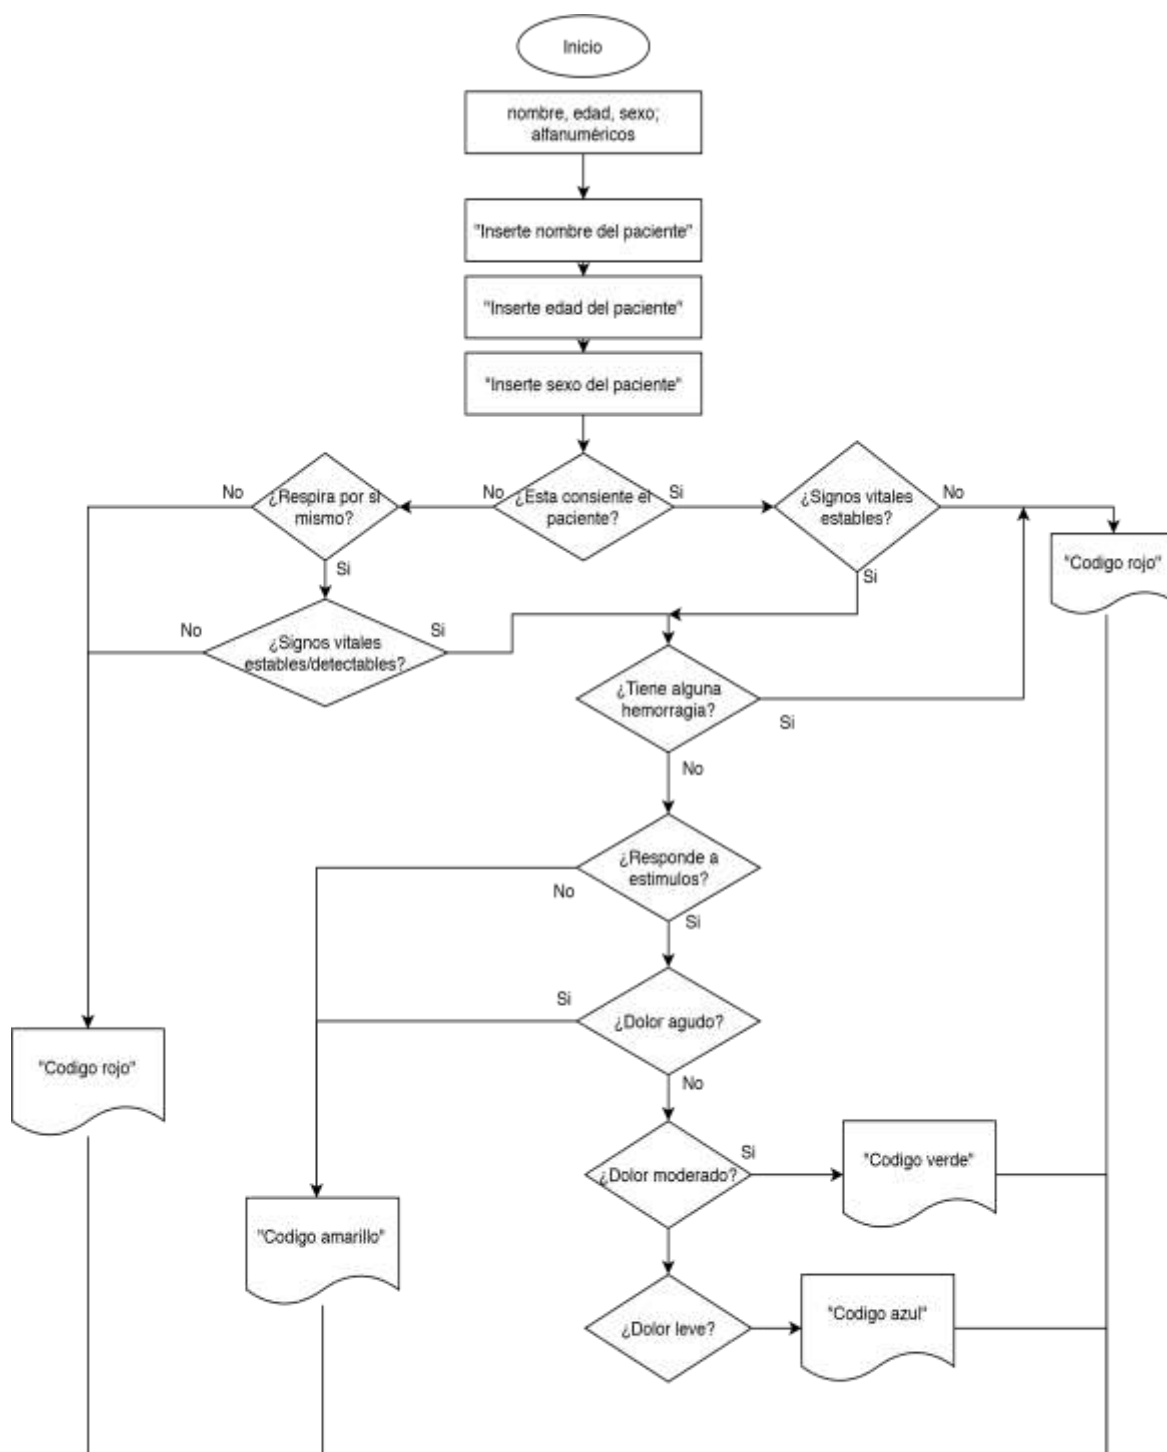 Inicio
nombre, edad, sexo;
alfanuméricos
"Inserte nombre del paciente"
"Inserte edad del paciente"
"Inserte sexo del paciente"
No
¿Respira por si
mismo?
No
¿Esta consiente el
paciente?
Si
¿Signos vitales
estables?
No
"Codigo rojo"
Si
Si
No
¿Signos vitales
estables/detectables?
Si
¿Tiene alguna
hemorragia?
Si
No
¿Responde a
estimulos?
No
Si
Si
¿Dolor agudo?
No
"Codigo rojo"
¿Dolor moderado?
Si
"Codigo verde"
"Codigo amarillo"
¿Dolor leve?
"Codigo azul"